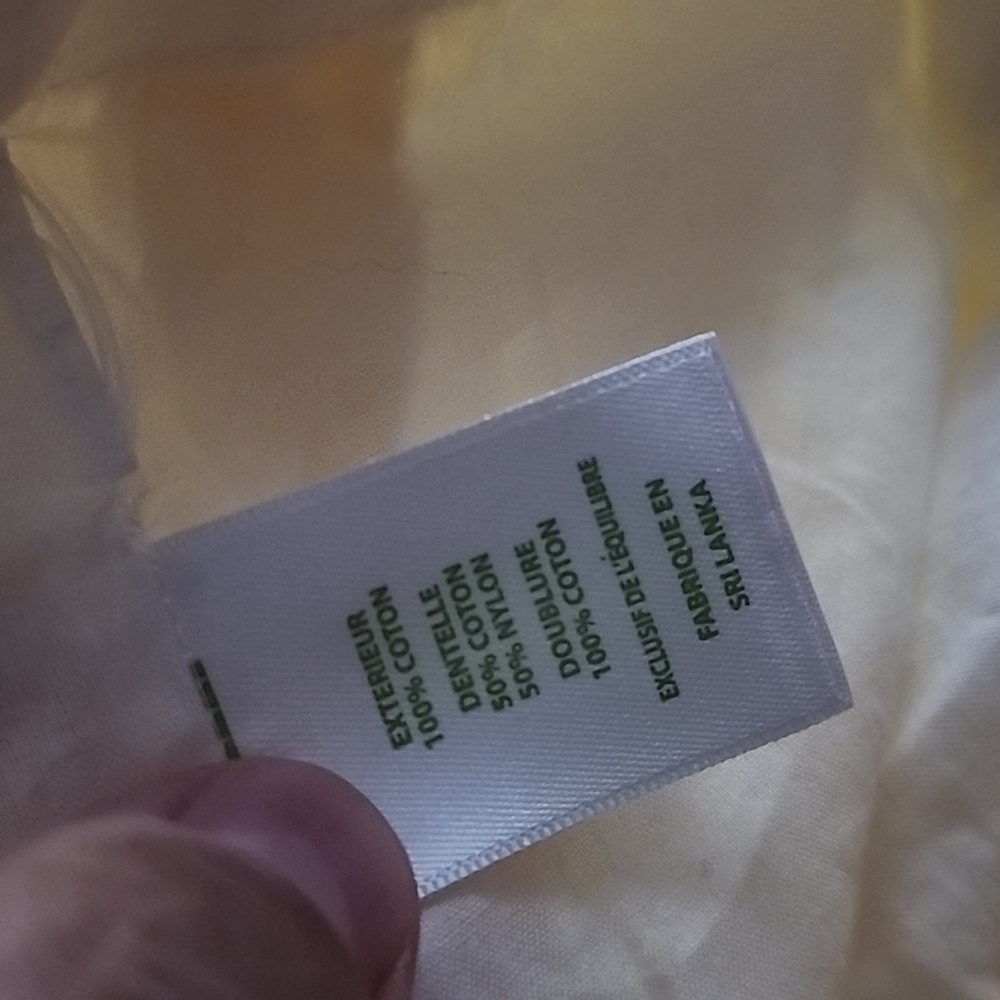 EXTERIEUR
100% COTON
DENTELLE
50% COTON
50% NYLON
DOUBLURE
100% COTON
EXCLUSIF DE L'ÉQUILIBRE
FABRIQUE EN
SRI LANKA